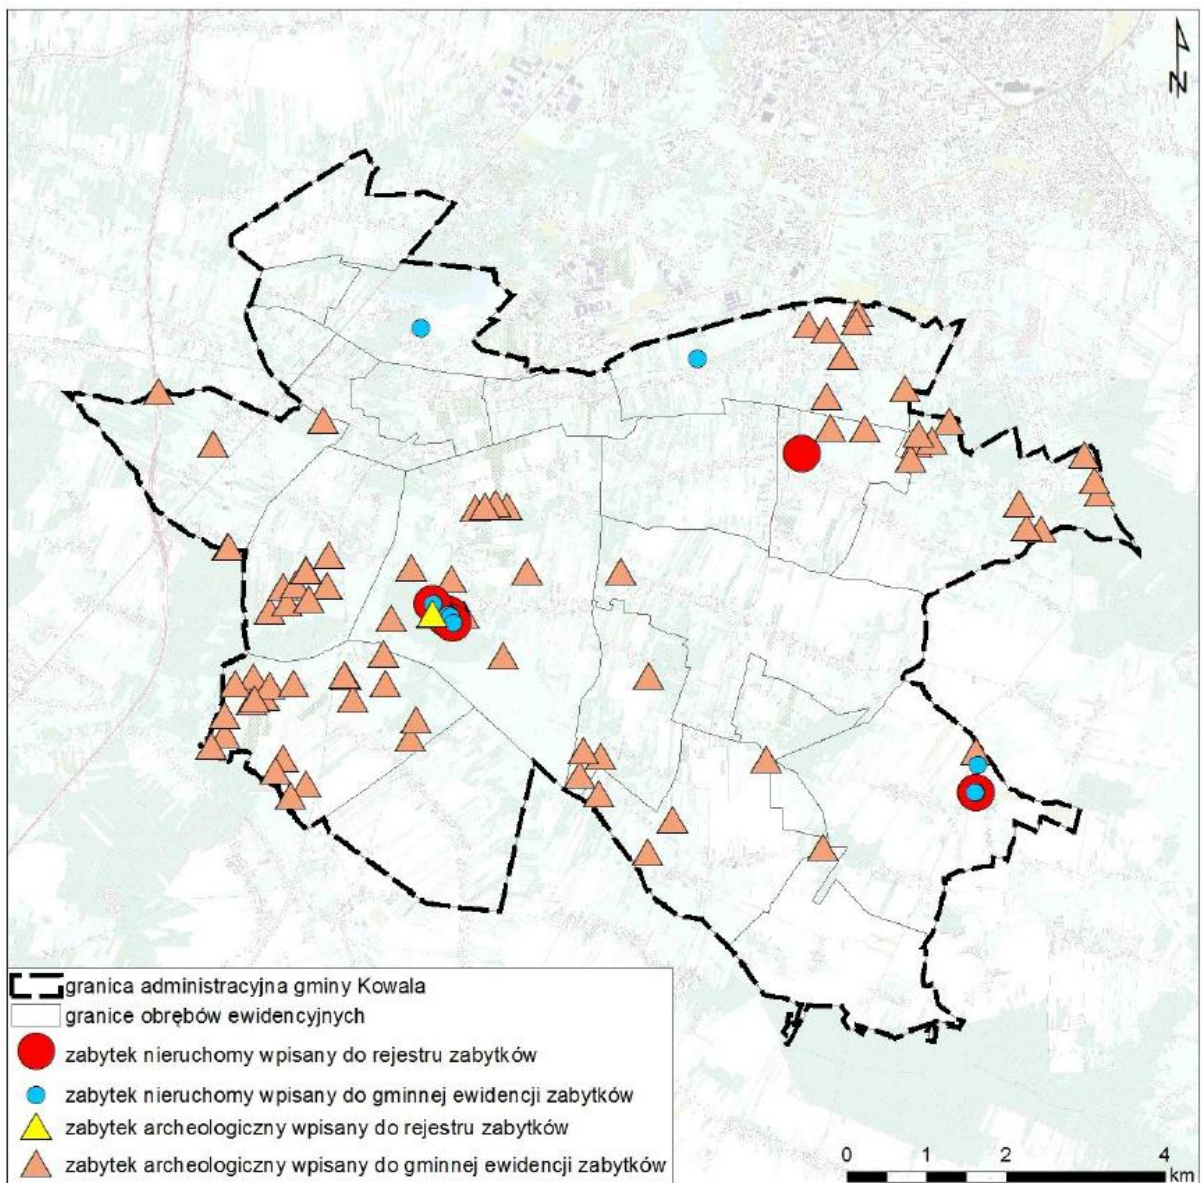 N
granica administracyjna gminy Kowala
granice obrębów ewidencyjnych
zabytek nieruchomy wpisany do rejestru zabytków
zabytek nieruchomy wpisany do gminnej ewidencji zabytków
zabytek archeologiczny wpisany do rejestru zabytków
zabytek archeologiczny wpisany do gminnej ewidencji zabytków
0 1 2 4
km